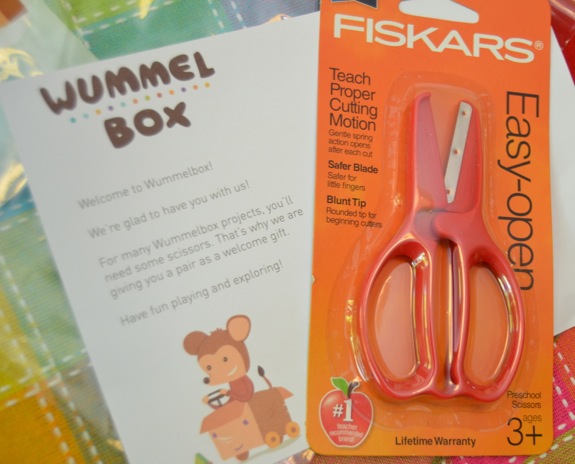 WUMMEL
BOX
Welcome to Wummelbox!
We're glad to have you with us!
For many Wummelbox projects, you'll
need some scissors. That's why we are
giving you a pair as a welcome gift.
Have fun playing and exploring!
FISKARS®
Teach
Proper
Cutting
Motion
Gentle spring
action opens
after each cut
Safer Blade
Safer for
little fingers
Blunt Tip
Rounded tip for
beginning cutters
Easy-open
#1
teacher
recommended
brand
Lifetime Warranty
Preschool
Scissors
ages
3+